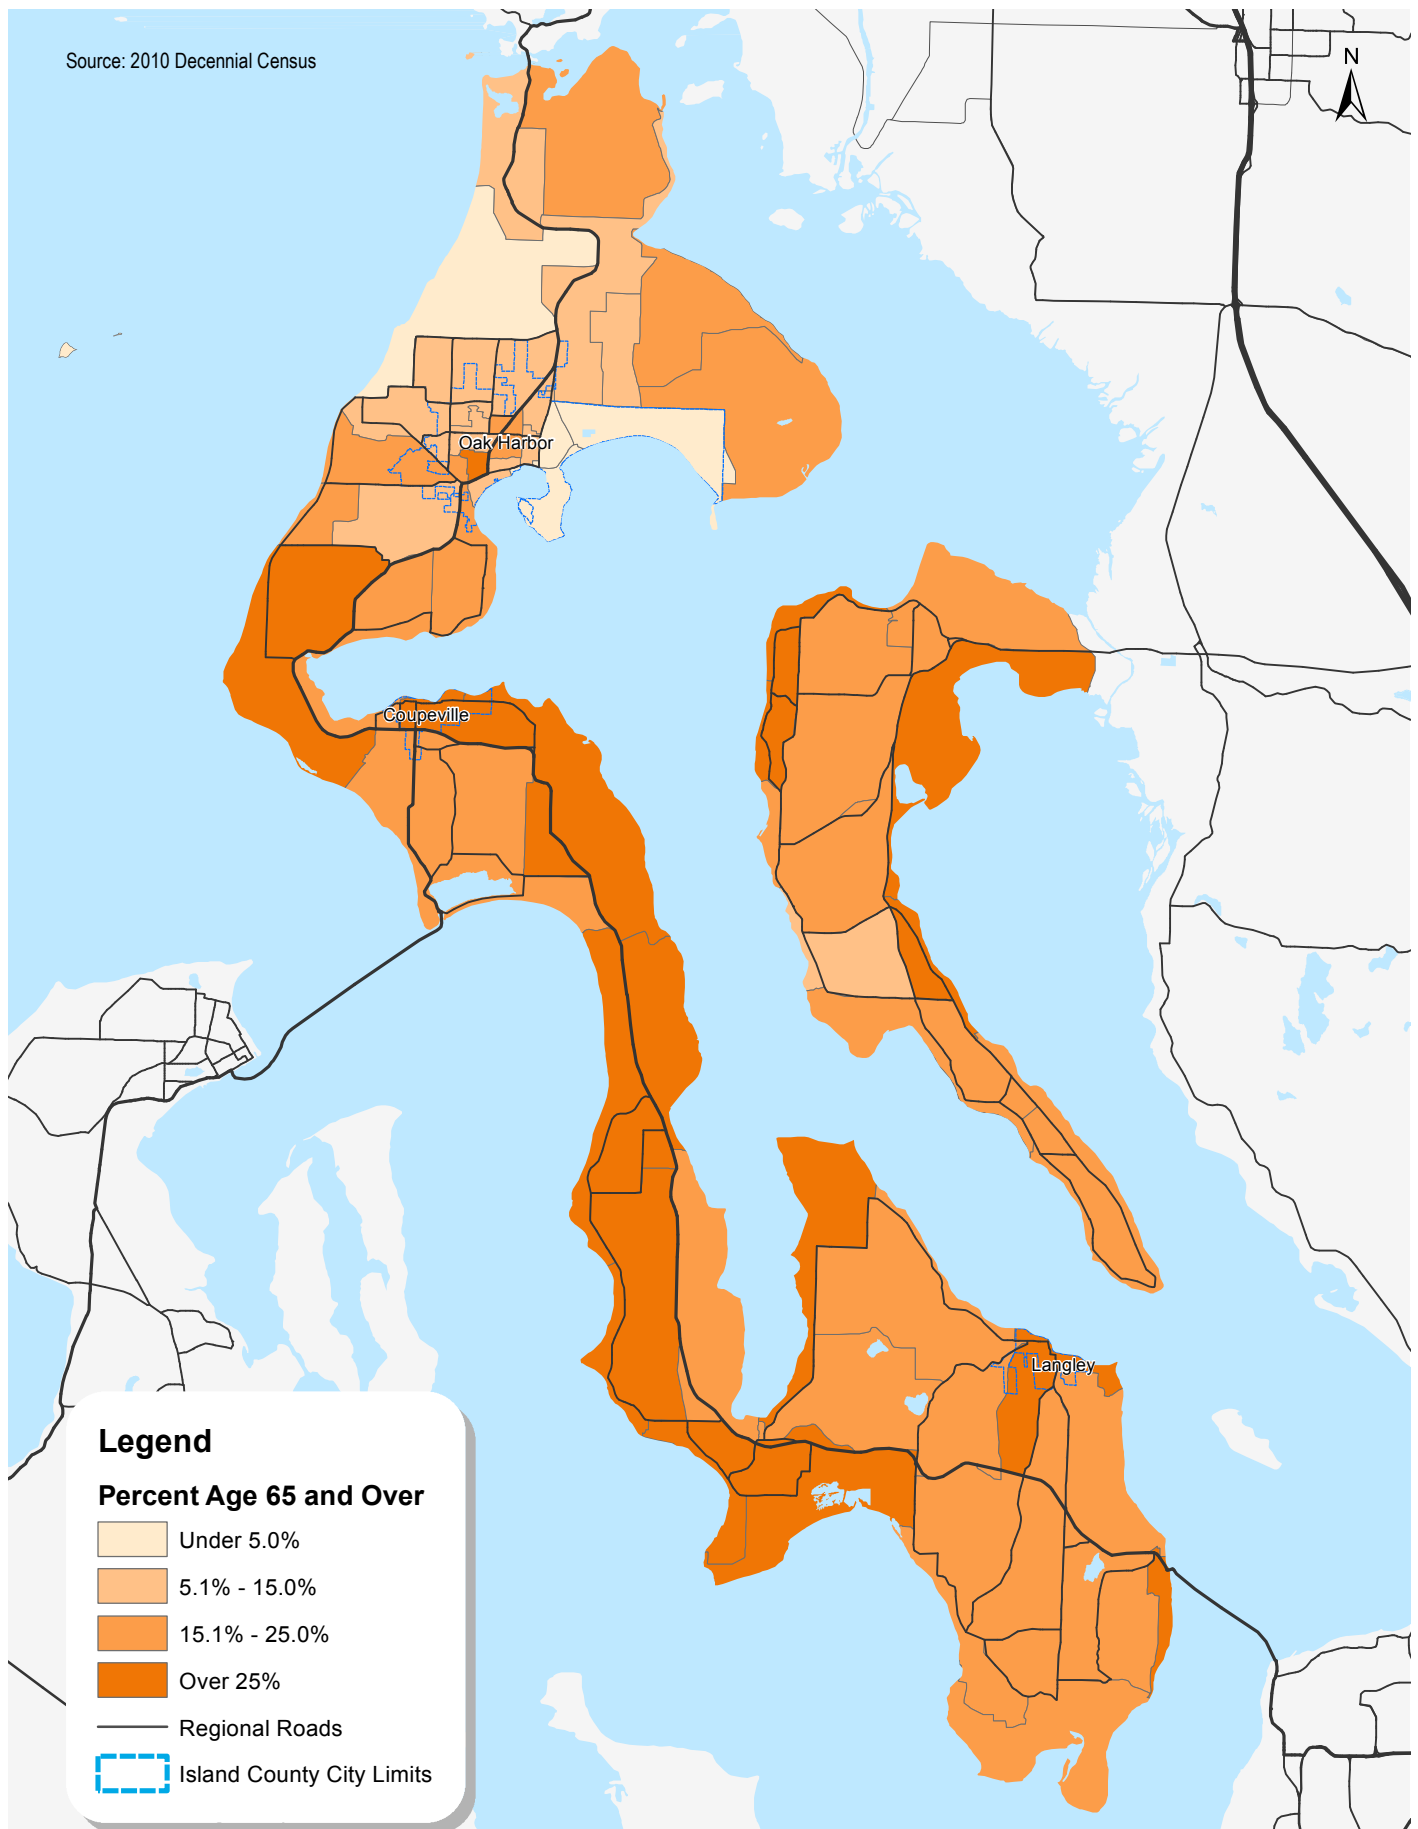 Source: 2010 Decennial Census
N
Oak Harbor
Coupeville
Langley
Legend
Percent Age 65 and Over
Under 5.0%
5.1% - 15.0%
15.1% - 25.0%
Over 25%
Regional Roads
Island County City Limits